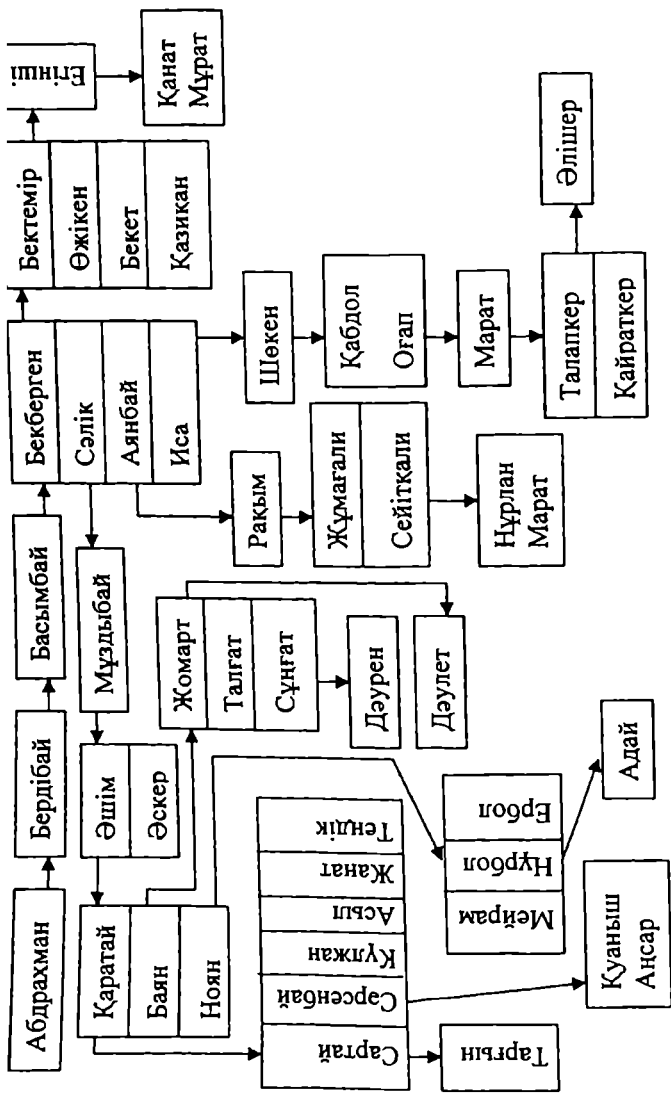 Абдрахман
Бердібай
Басымбай
Бекберген
Сәлік
Аянбай
Иса
Бектемір
Өжікен
Бекет
Қазикан
Егінші
Қанат
Мұрат
Мұздыбай
Әшім
Әскер
Қаратай
Баян
Ноян
Жомарт
Талғат
Сұңғат
Дәурен
Дәулет
Рақым
Жұмағали
Сейітқали
Нұрлан
Марат
Шөкен
Қабдол
Оғап
Марат
Талапкер
Қайраткер
Әлішер
Сартай
Сәрсенбай
Күлжан
Асыл
Жанат
Теңдік
Тарғын
Қуаныш
Аңсар
Мейрам
Нұрбол
Ербол
Адай